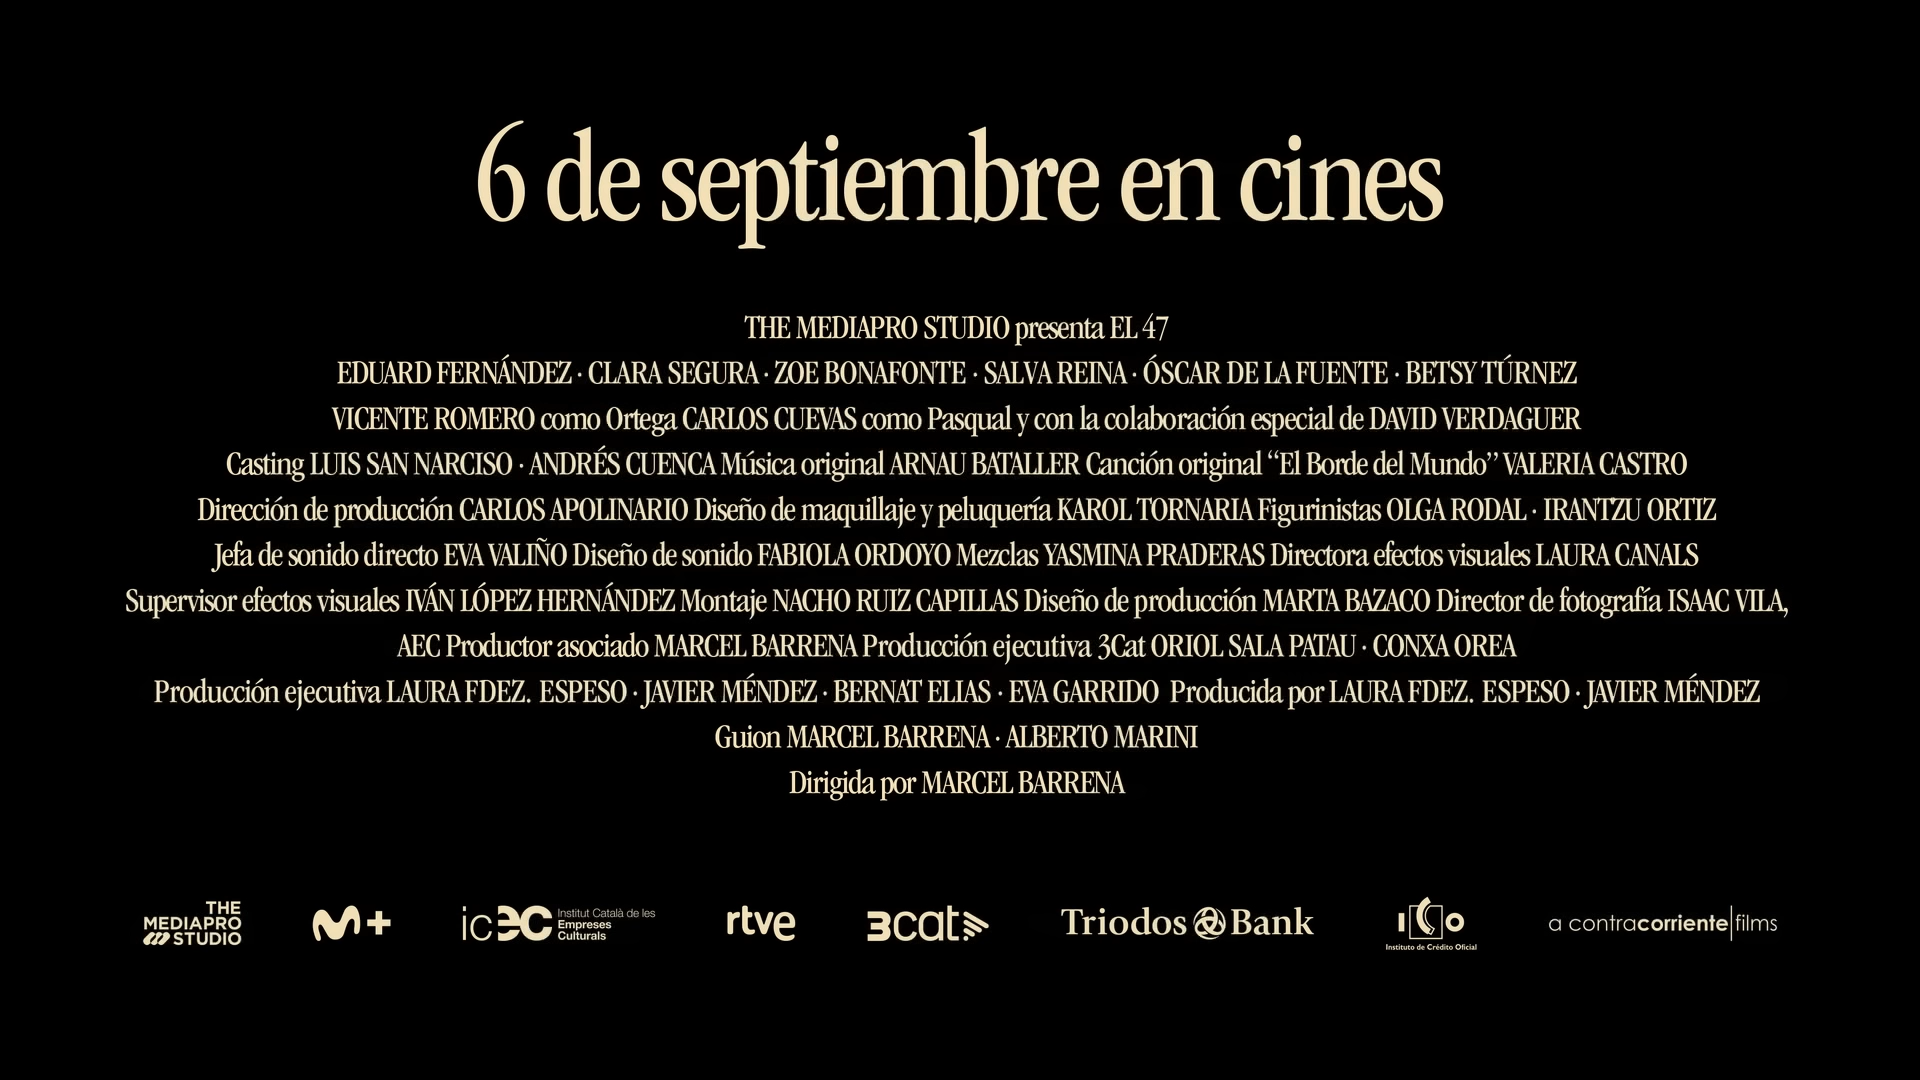 6 de septiembre en cines
THE MEDIAPRO STUDIO presenta EL 47
EDUARD FERNÁNDEZ · CLARA SEGURA · ZOE BONAFONTE · SALVA REINA · ÓSCAR DE LA FUENTE · BETSY TÚRNEZ
VICENTE ROMERO como Ortega CARLOS CUEVAS como Pasqual y con la colaboración especial de DAVID VERDAGUER
Casting LUIS SAN NARCISO · ANDRÉS CUENCA Música original ARNAU BATALLER Canción original “El Borde del Mundo” VALERIA CASTRO
Dirección de producción CARLOS APOLINARIO Diseño de maquillaje y peluquería KAROL TORNARIA Figurinistas OLGA RODAL · IRANTZU ORTIZ
Jefa de sonido directo EVA VALIÑO Diseño de sonido FABIOLA ORDOYO Mezclas YASMINA PRADERAS Directora efectos visuales LAURA CANALS
Supervisor efectos visuales IVÁN LÓPEZ HERNÁNDEZ Montaje NACHO RUIZ CAPILLAS Diseño de producción MARTA BAZACO Director de fotografía ISAAC VILA,
AEC Productor asociado MARCEL BARRENA Producción ejecutiva 3Cat ORIOL SALA PATAU · CONXA OREA
Producción ejecutiva LAURA FDEZ. ESPESO · JAVIER MÉNDEZ · BERNAT ELIAS · EVA GARRIDO Producida por LAURA FDEZ. ESPESO · JAVIER MÉNDEZ
Guion MARCEL BARRENA · ALBERTO MARINI
Dirigida por MARCEL BARRENA
THE
MEDIAPRO
STUDIO
M+
icec
Institut Català de les
Empreses
Culturals
rtve
3cat
Triodos Bank
ICO
Instituto de Crédito Oficial
a contracorriente films